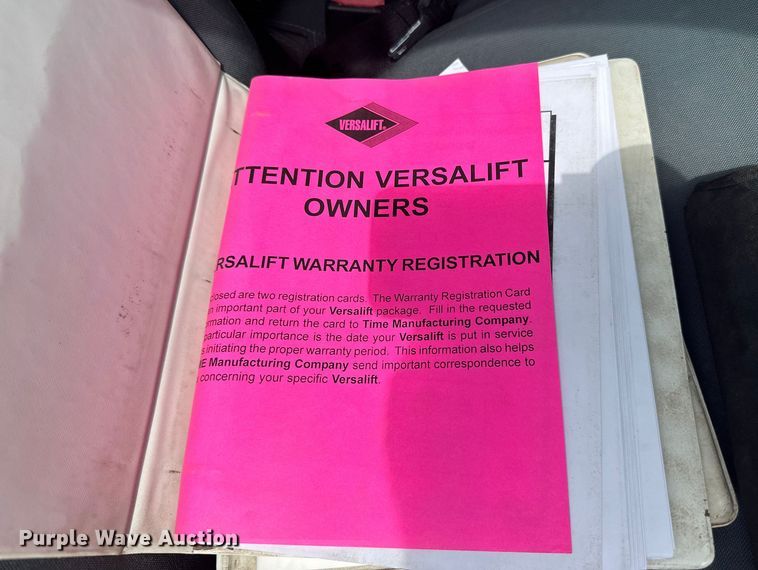 VERSALIFT®
TTENTION VERSALIFT
OWNERS
RSALIFT WARRANTY REGISTRATION
closed are two registration cards. The Warranty Registration Card
n important part of your Versalift package. Fill in the requested
rmation and return the card to Time Manufacturing Company.
particular importance is the date your Versalift is put in service
s initiating the proper warranty period. This information also helps
ME Manufacturing Company send important correspondence to
concerning your specific Versalift.
Purple Wave Auction